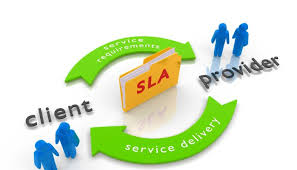 service
requirements
SLA
provider
client
service delivery